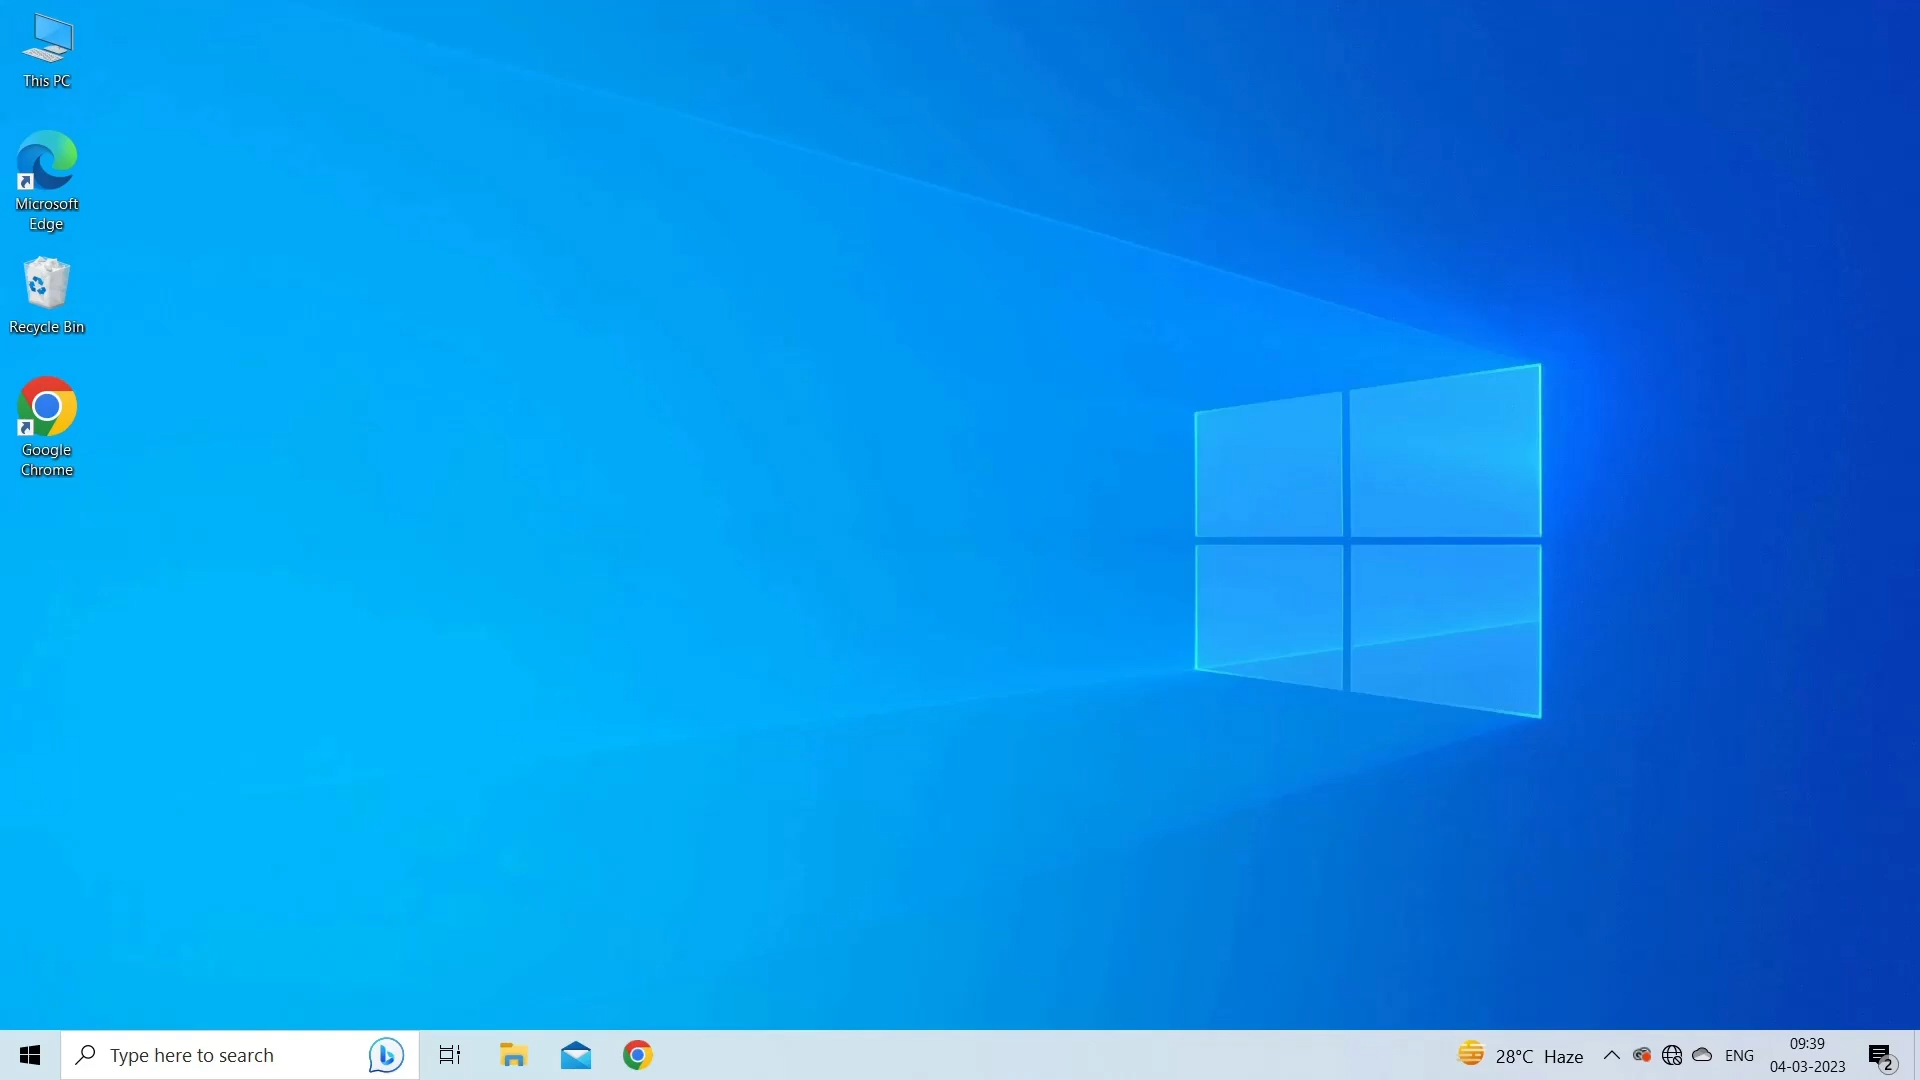 This PC
Microsoft
Edge
Recycle Bin
Google
Chrome
Type here to search
28°C Haze
ENG
09:39
04-03-2023
2